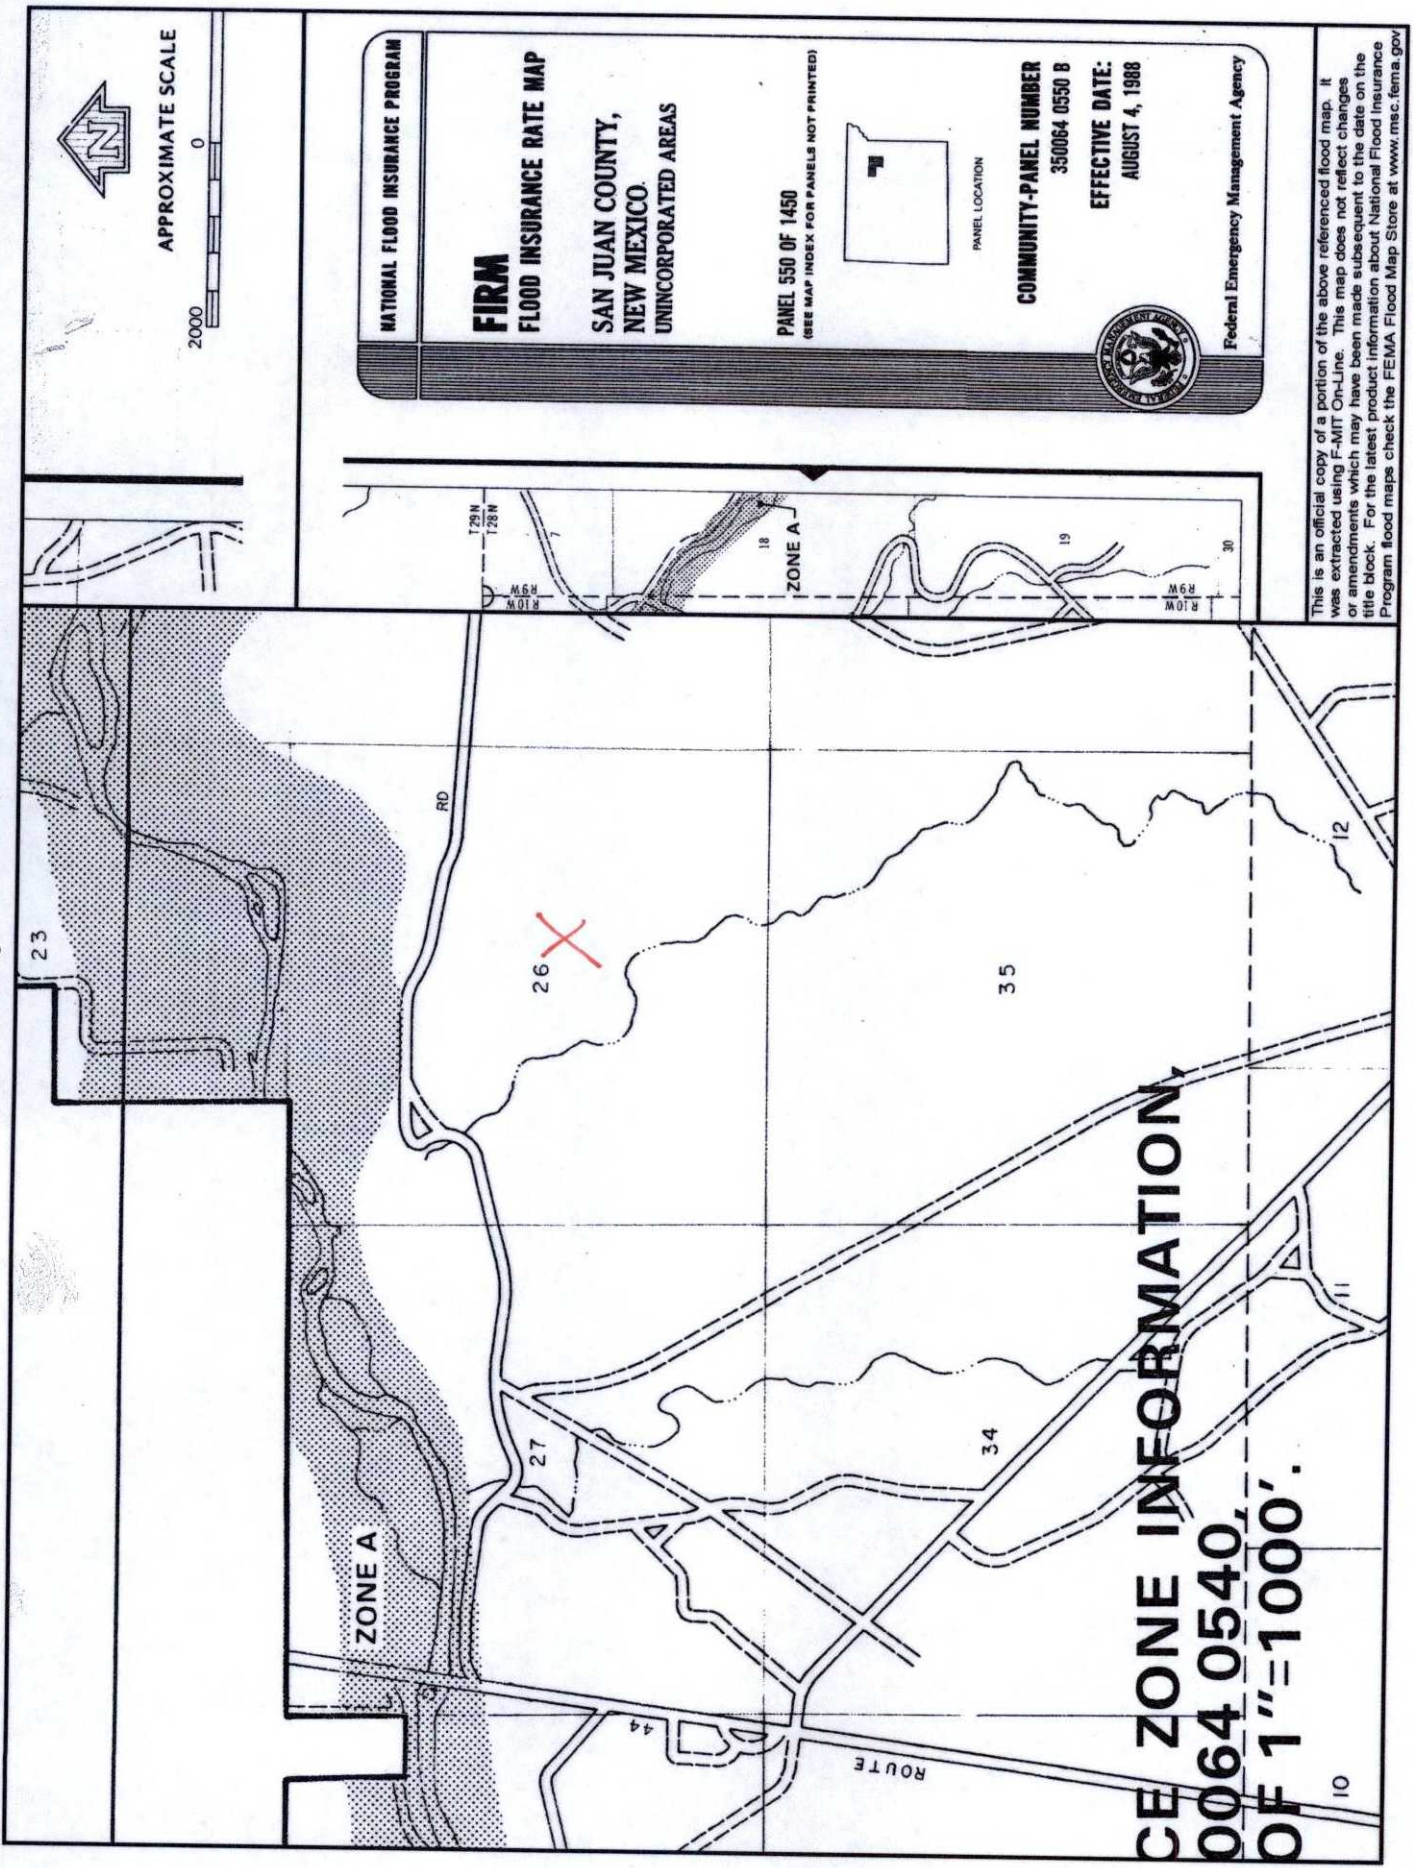 APPROXIMATE SCALE
2000 0
N
NATIONAL FLOOD INSURANCE PROGRAM
FIRM
FLOOD INSURANCE RATE MAP
SAN JUAN COUNTY,
NEW MEXICO.
UNINCORPORATED AREAS
PANEL 550 OF 1450
(SEE MAP INDEX FOR PANELS NOT PRINTED)
PANEL LOCATION
COMMUNITY-PANEL NUMBER
350064 0550 B
EFFECTIVE DATE:
AUGUST 4, 1988
FEDERAL EMERGENCY MANAGEMENT AGENCY
Federal Emergency Management Agency
This is an official copy of a portion of the above referenced flood map. It
was extracted using F-MIT On-Line. This map does not reflect changes
or amendments which may have been made subsequent to the date on the
title block. For the latest product information about National Flood Insurance
Program flood maps check the FEMA Flood Map Store at www.msc.fema.gov
T29N
T28N
R9W
R10W
7
18
ZONE A
19
R9W
R10W
30
23
RD
26
35
12
27
34
11
ZONE A
44
ROUTE
10
CE ZONE INFORMATION,
0064 0540,
OF 1"=1000'.